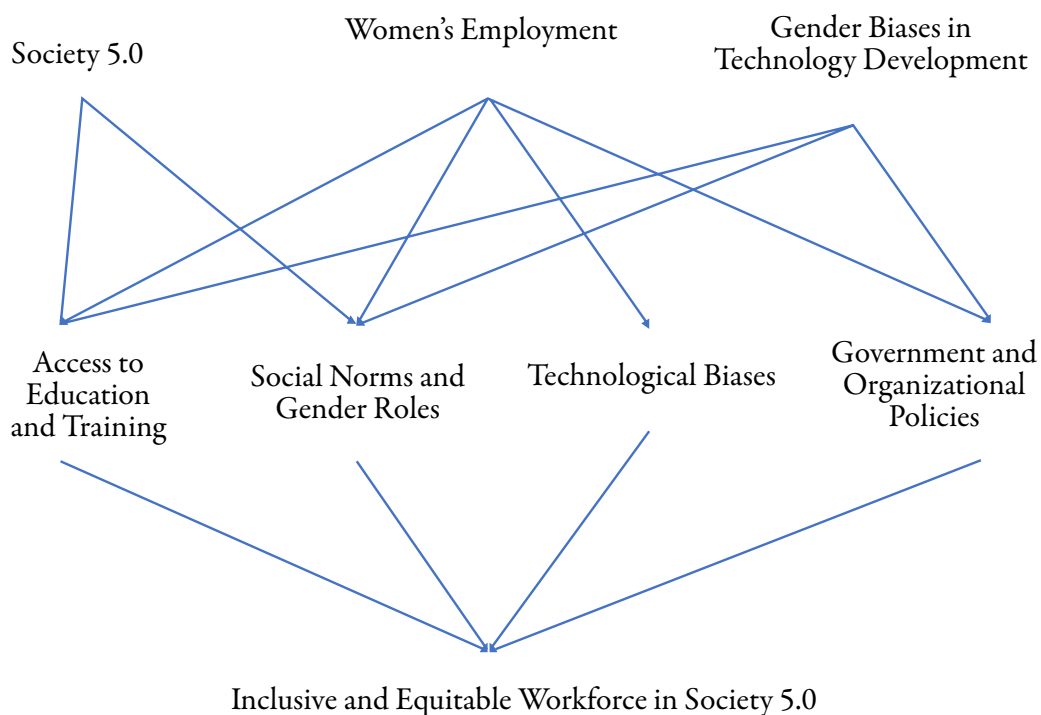 Society 5.0
Women’s Employment
Gender Biases in
Technology Development
Access to
Education
and Training
Social Norms and
Gender Roles
Technological Biases
Government and
Organizational
Policies
Inclusive and Equitable Workforce in Society 5.0